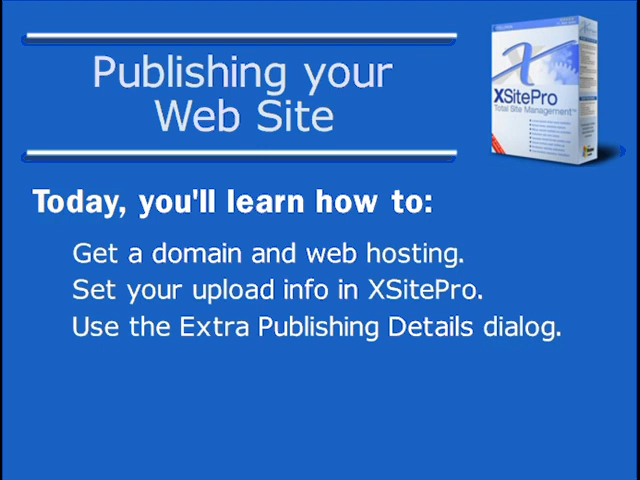 Publishing your
Web Site
XSitePro
Total Site Management
Today, you'll learn how to:
Get a domain and web hosting.
Set your upload info in XSitePro.
Use the Extra Publishing Details dialog.